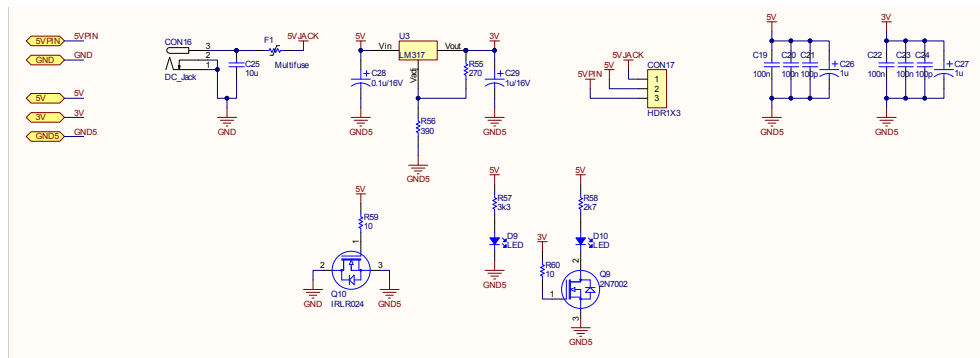 5VPIN 5VPIN
GND GND
5V 5V
3V 3V
GND5 GND5
CON16
3
2
1
DC_Jack
C25
10u
F1
Multifuse
5VJACK
GND
5V
Vin
U3
LM317
Vout
Vadj
3V
C28
0.1u/16V
R55
270
C29
1u/16V
GND5
R56
390
GND5
GND5
5VJACK
5V
5VPIN
CON17
1
2
3
HDR1X3
5V
C19
100n
C20
100n
C21
100p
C26
1u
GND5
3V
C22
100n
C23
100n
C24
100p
C27
1u
GND5
5V
R59
10
1
2
3
Q10
IRLR024
GND
GND5
5V
R57
3k3
D9
LED
GND5
5V
R58
2k7
D10
LED
3V
R60
10
2
1
3
Q9
2N7002
GND5